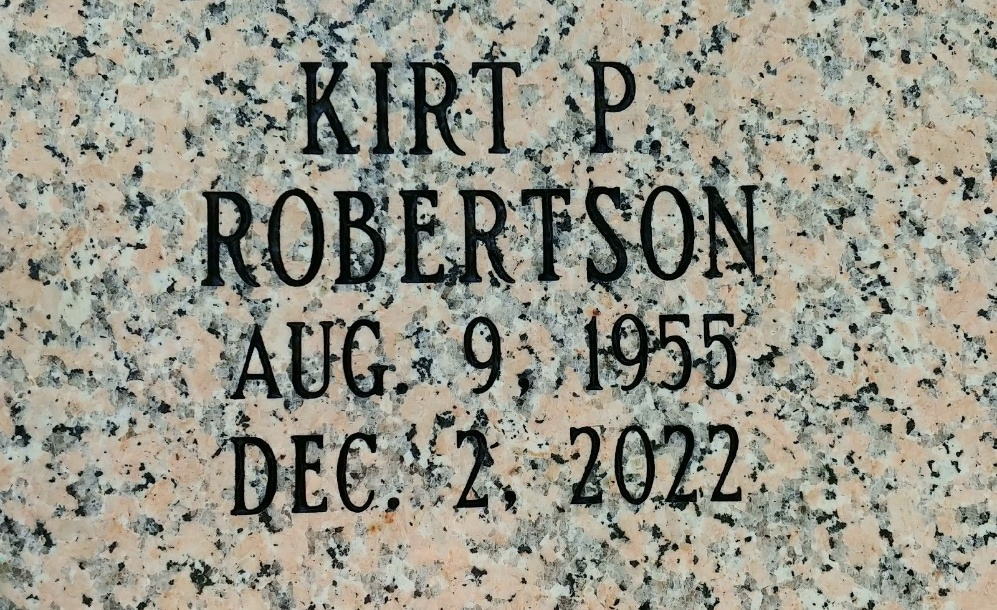 KIRT P.
ROBERTSON
AUG. 9, 1955
DEC. 2, 2022